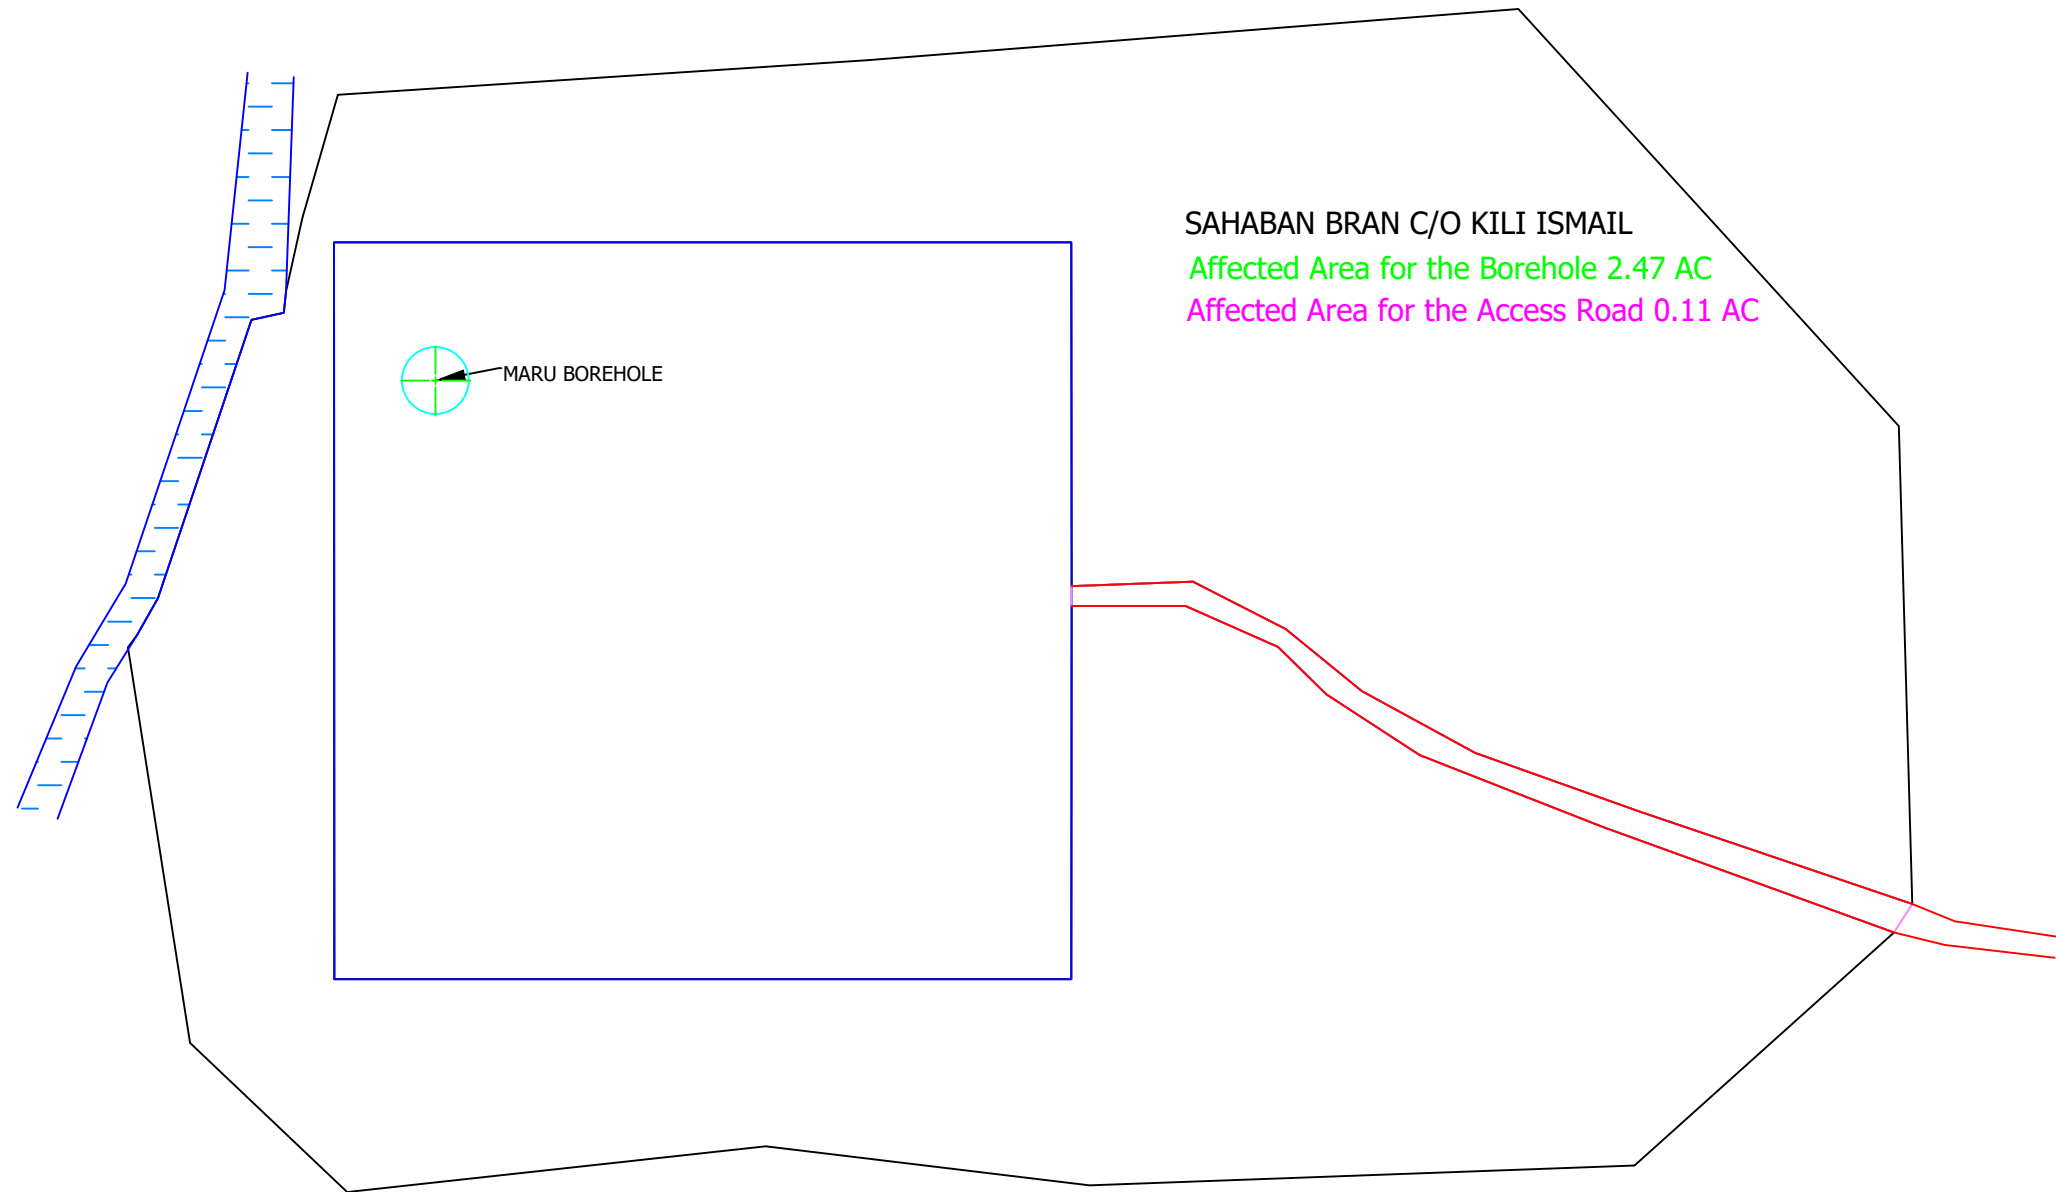 SAHABAN BRAN C/O KILI ISMAIL
Affected Area for the Borehole 2.47 AC
Affected Area for the Access Road 0.11 AC
MARU BOREHOLE